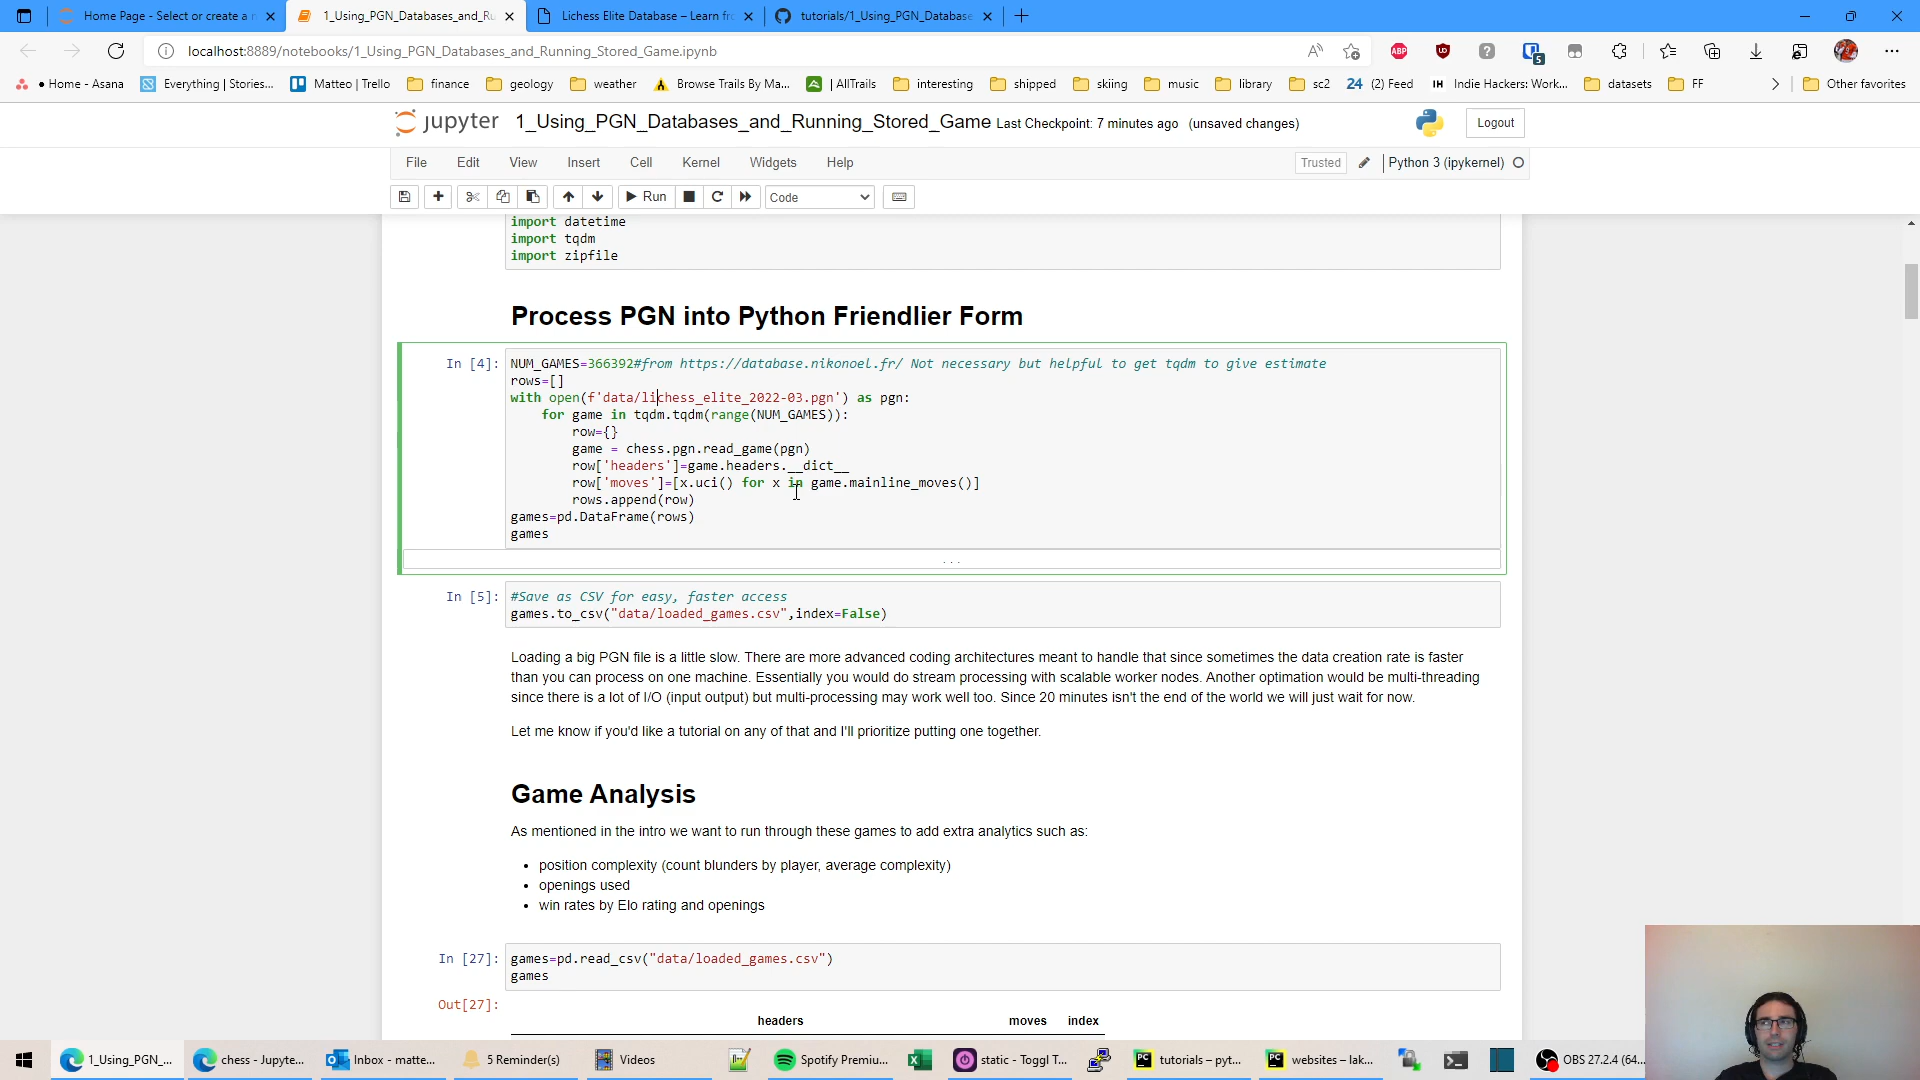 Home Page - Select or create a n
1_Using_PGN_Databases_and_Ru
Lichess Elite Database – Learn fro
tutorials/1_Using_PGN_Database
localhost:8889/notebooks/1_Using_PGN_Databases_and_Running_Stored_Game.ipynb
• Home - Asana
Everything | Stories...
Matteo | Trello
finance
geology
weather
Browse Trails By Ma...
| AllTrails
interesting
shipped
skiing
music
library
sc2
24 (2) Feed
IH Indie Hackers: Work...
datasets
FF
Other favorites
jupyter 1_Using_PGN_Databases_and_Running_Stored_Game Last Checkpoint: 7 minutes ago (unsaved changes)
Logout
File Edit View Insert Cell Kernel Widgets Help
Trusted
Python 3 (ipykernel)
Run
Code
import datetime
import tqdm
import zipfile
Process PGN into Python Friendlier Form
In [4]: NUM_GAMES=366392#from https://database.nikonoel.fr/ Not necessary but helpful to get tqdm to give estimate
rows=[]
with open(f'data/lichess_elite_2022-03.pgn') as pgn:
for game in tqdm.tqdm(range(NUM_GAMES)):
row={}
game = chess.pgn.read_game(pgn)
row['headers']=game.headers.__dict__
row['moves']=[x.uci() for x in game.mainline_moves()]
rows.append(row)
games=pd.DataFrame(rows)
games
...
In [5]: #Save as CSV for easy, faster access
games.to_csv("data/loaded_games.csv",index=False)
Loading a big PGN file is a little slow. There are more advanced coding architectures meant to handle that since sometimes the data creation rate is faster
than you can process on one machine. Essentially you would do stream processing with scalable worker nodes. Another optimation would be multi-threading
since there is a lot of I/O (input output) but multi-processing may work well too. Since 20 minutes isn't the end of the world we will just wait for now.
Let me know if you'd like a tutorial on any of that and I'll prioritize putting one together.
Game Analysis
As mentioned in the intro we want to run through these games to add extra analytics such as:
• position complexity (count blunders by player, average complexity)
• openings used
• win rates by Elo rating and openings
In [27]: games=pd.read_csv("data/loaded_games.csv")
games
Out[27]:
headers moves index
1_Using_PGN_...
chess - Jupyte...
Inbox - matte...
5 Reminder(s)
Videos
Spotify Premiu...
static - Toggl T...
tutorials – pyt...
websites – lak...
OBS 27.2.4 (64...